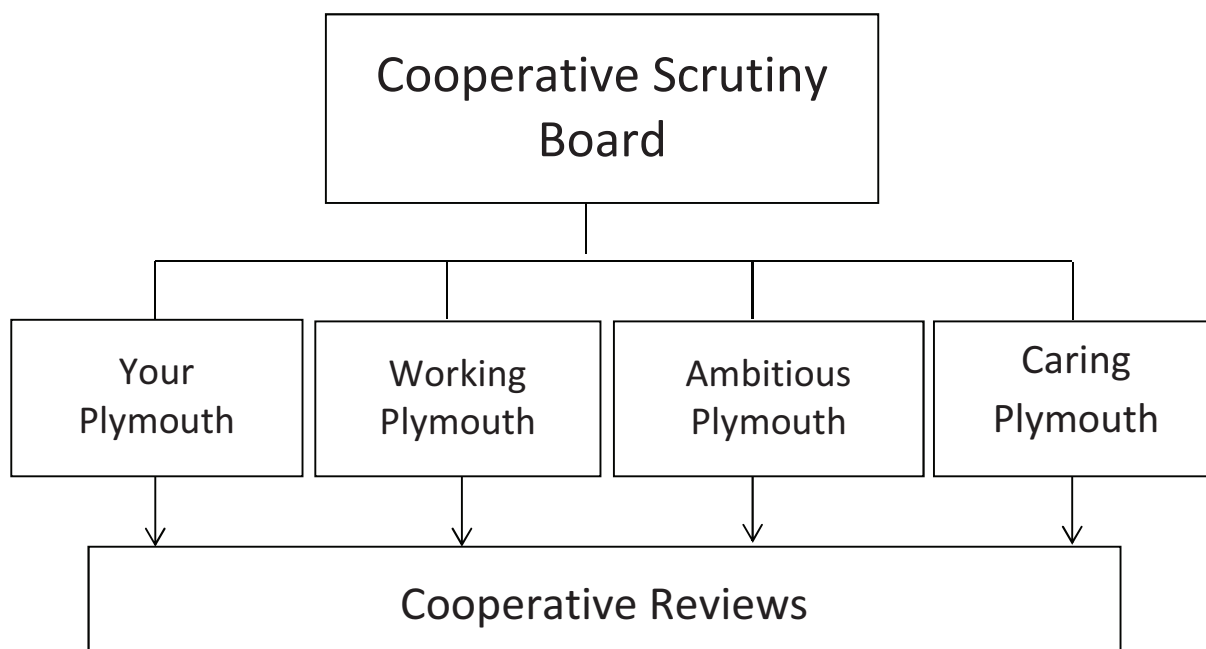 Cooperative Scrutiny
Board
Your
Plymouth
Working
Plymouth
Ambitious
Plymouth
Caring
Plymouth
Cooperative Reviews